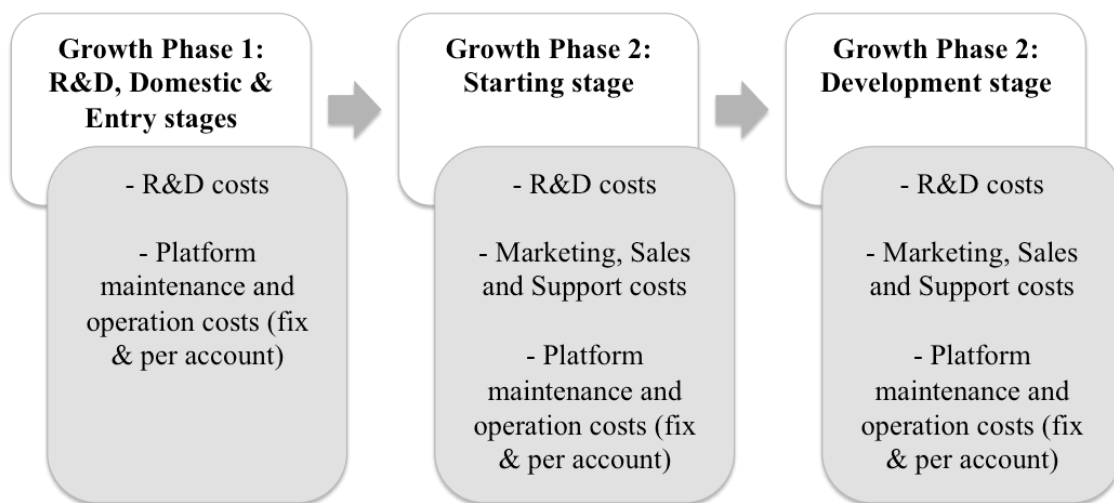 Growth Phase 1:
R&D, Domestic &
Entry stages
- R&D costs
- Platform
maintenance and
operation costs (fix
& per account)
Growth Phase 2:
Starting stage
- R&D costs
- Marketing, Sales
and Support costs
- Platform
maintenance and
operation costs (fix
& per account)
Growth Phase 2:
Development stage
- R&D costs
- Marketing, Sales
and Support costs
- Platform
maintenance and
operation costs (fix
& per account)